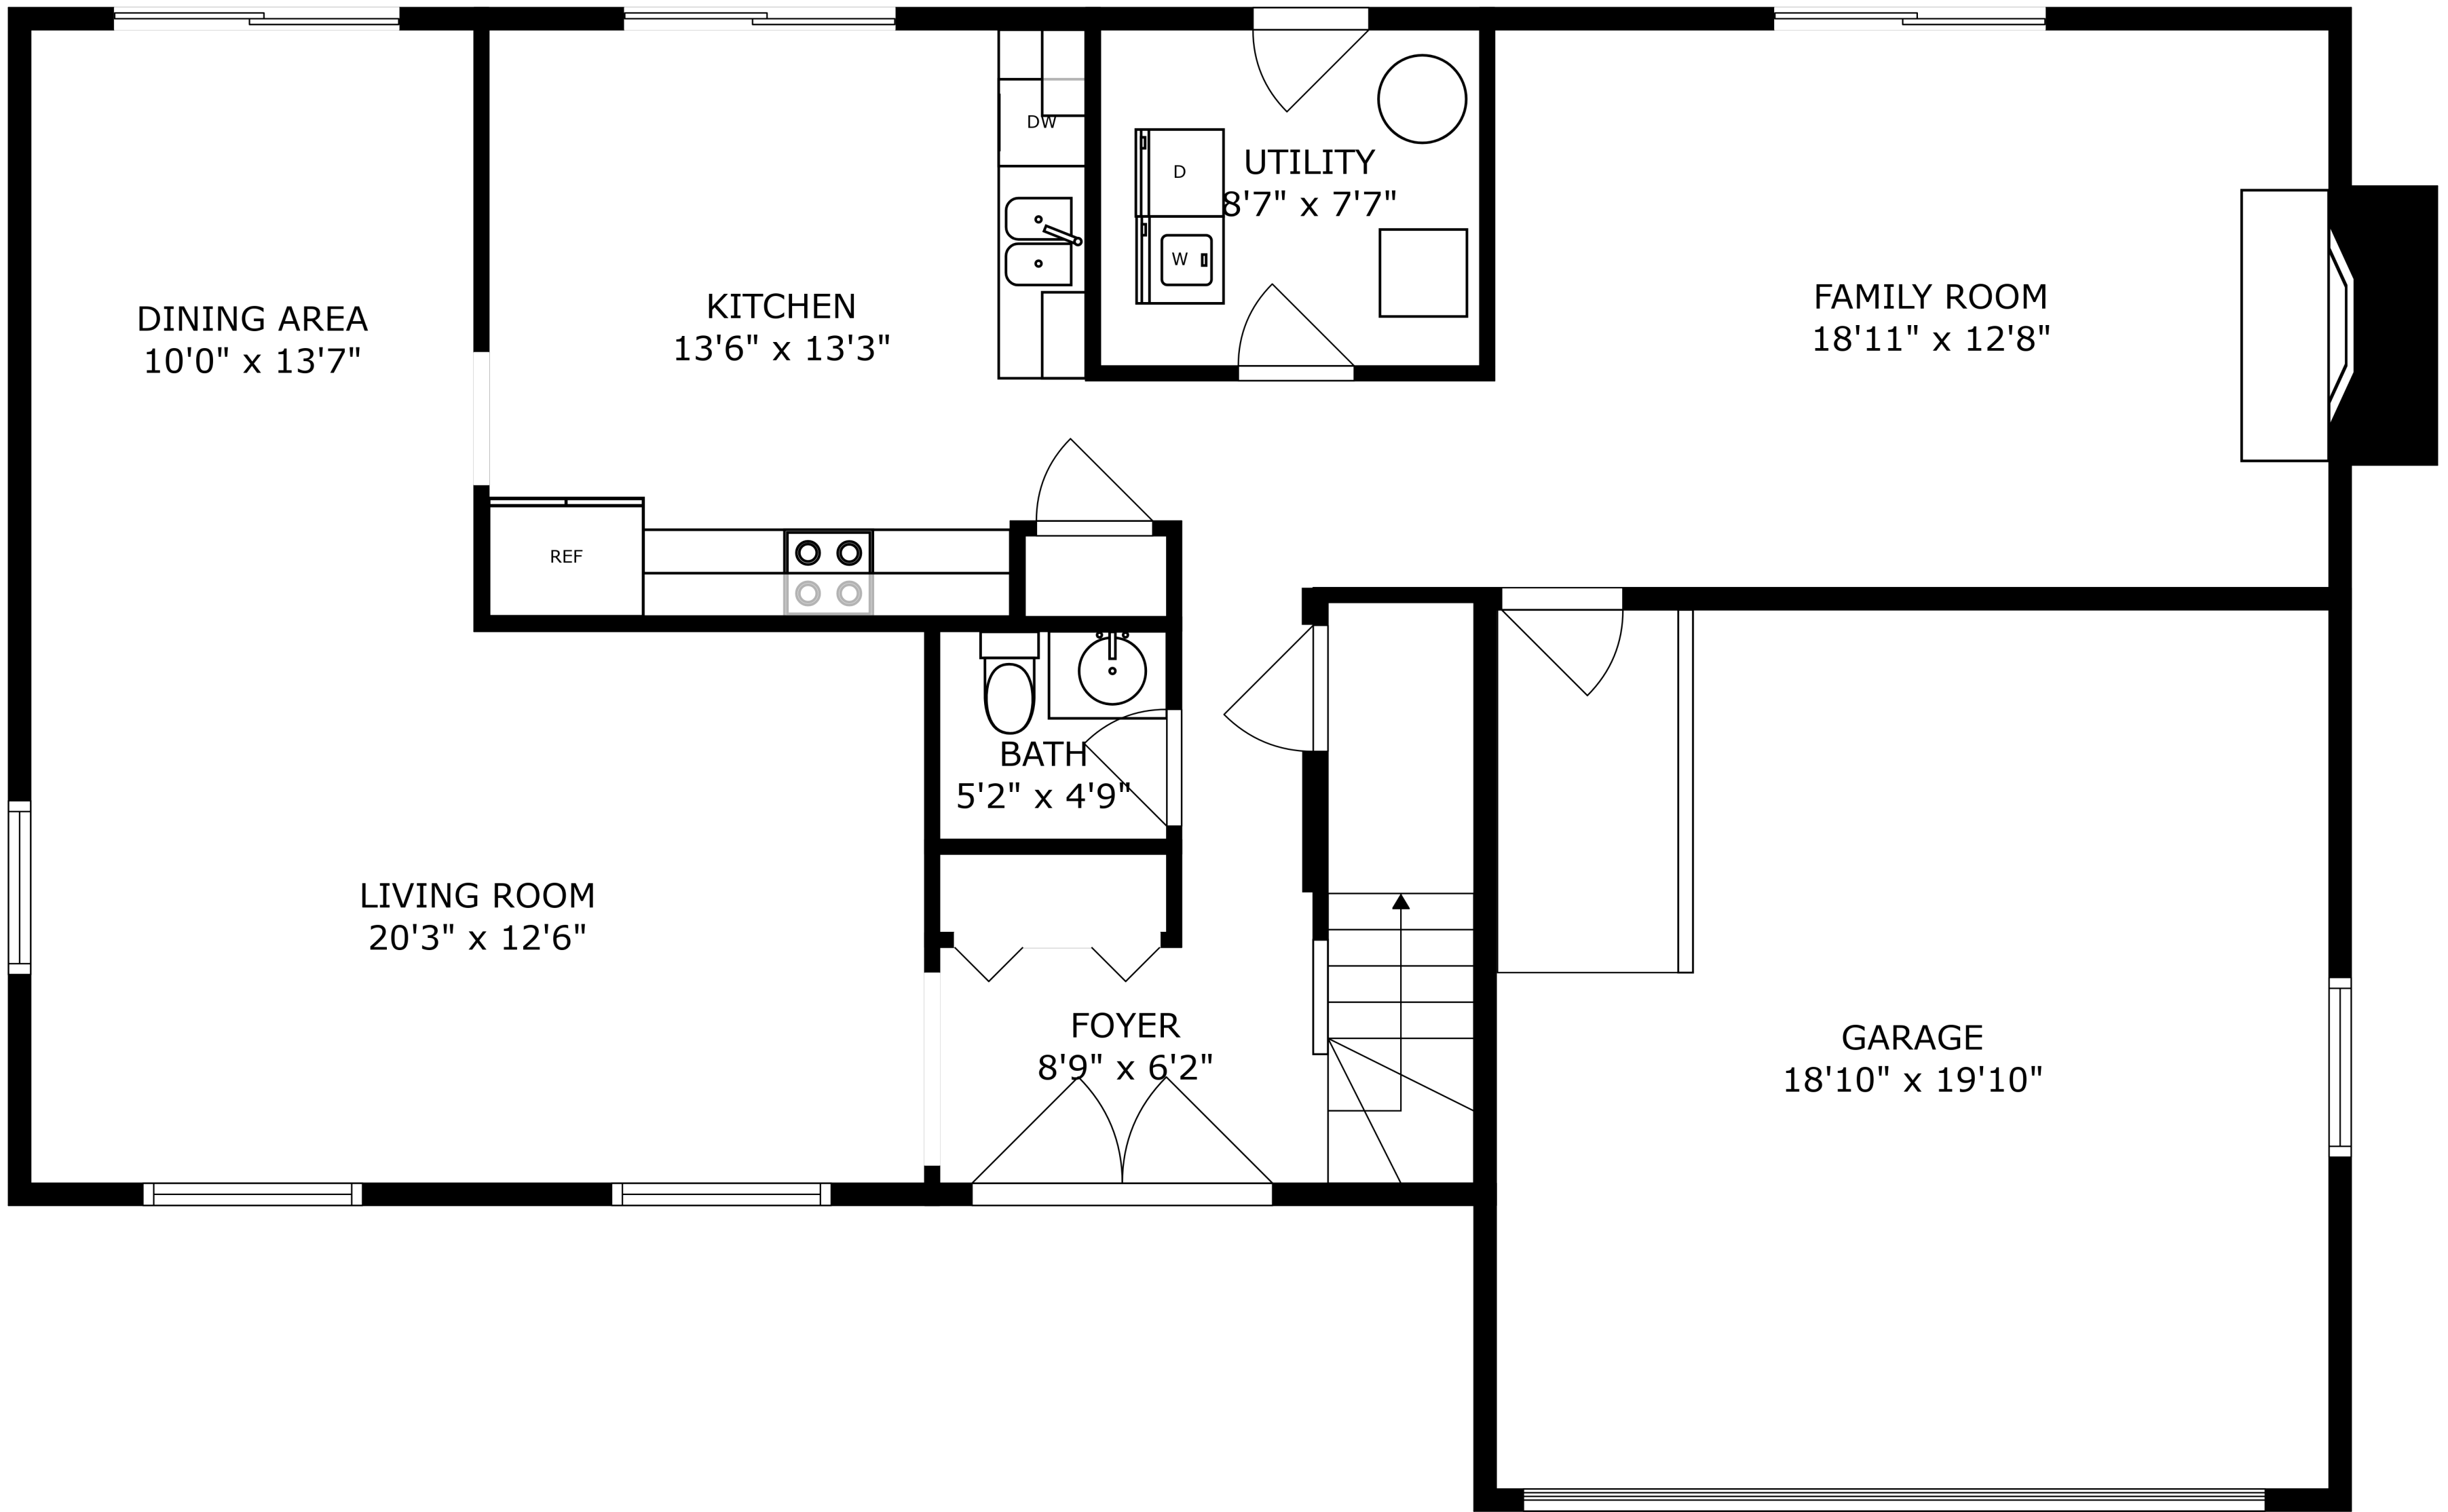 DW
D
UTILITY
8'7" x 7'7"
W
FAMILY ROOM
18'11" x 12'8"
KITCHEN
13'6" x 13'3"
DINING AREA
10'0" x 13'7"
REF
BATH
5'2" x 4'9"
LIVING ROOM
20'3" x 12'6"
FOYER
8'9" x 6'2"
GARAGE
18'10" x 19'10"